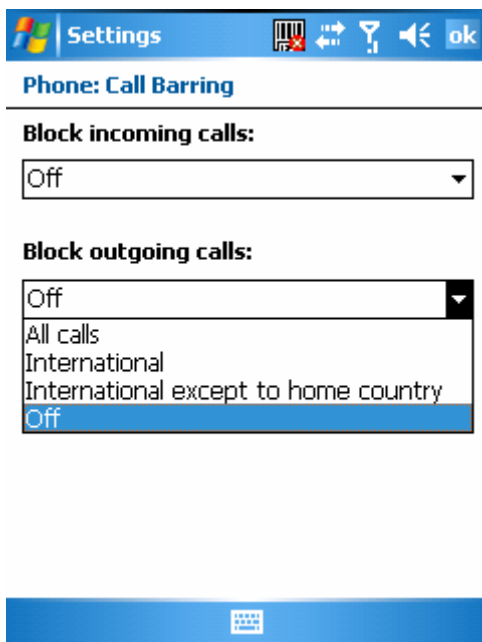 Settings
ok
Phone: Call Barring
Block incoming calls:
Off
Block outgoing calls:
Off
All calls
International
International except to home country
Off